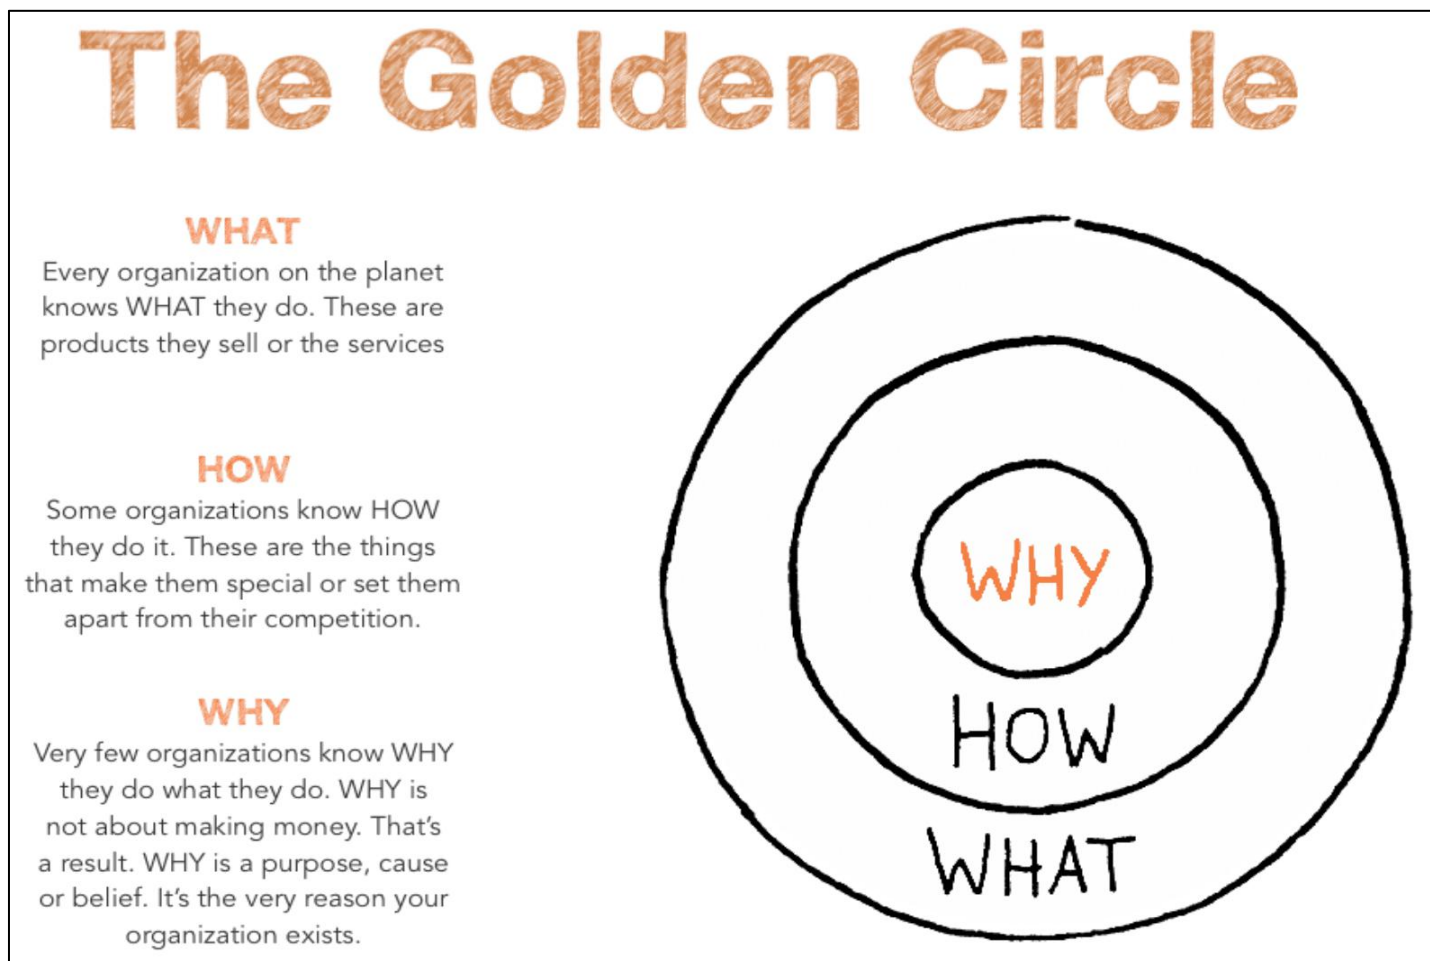 The Golden Circle
WHAT
Every organization on the planet
knows WHAT they do. These are
products they sell or the services
HOW
Some organizations know HOW
they do it. These are the things
that make them special or set them
apart from their competition.
WHY
Very few organizations know WHY
they do what they do. WHY is
not about making money. That's
a result. WHY is a purpose, cause
or belief. It's the very reason your
organization exists.
WHY
HOW
WHAT